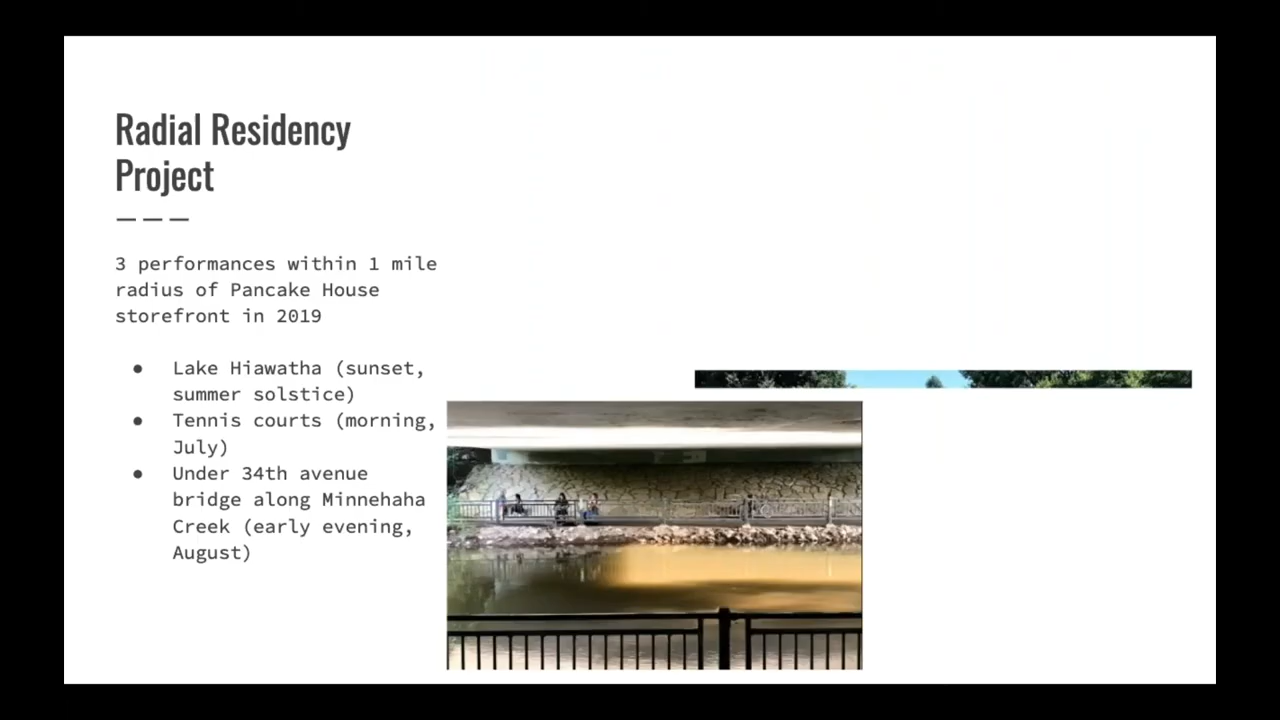 Radial Residency
Project
3 performances within 1 mile
radius of Pancake House
storefront in 2019
● Lake Hiawatha (sunset,
summer solstice)
● Tennis courts (morning,
July)
● Under 34th avenue
bridge along Minnehaha
Creek (early evening,
August)